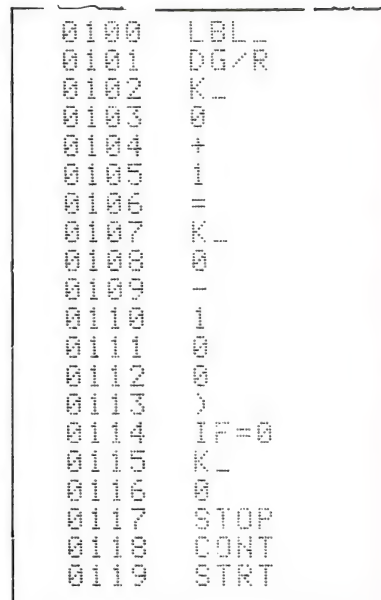 0100 LBL_
0101 DG/R
0102 K_
0103 0
0104 +
0105 1
0106 =
0107 K_
0108 0
0109 -
0110 1
0111 0
0112 0
0113 )
0114 IF=0
0115 K_
0116 0
0117 STOP
0118 CONT
0119 STRT